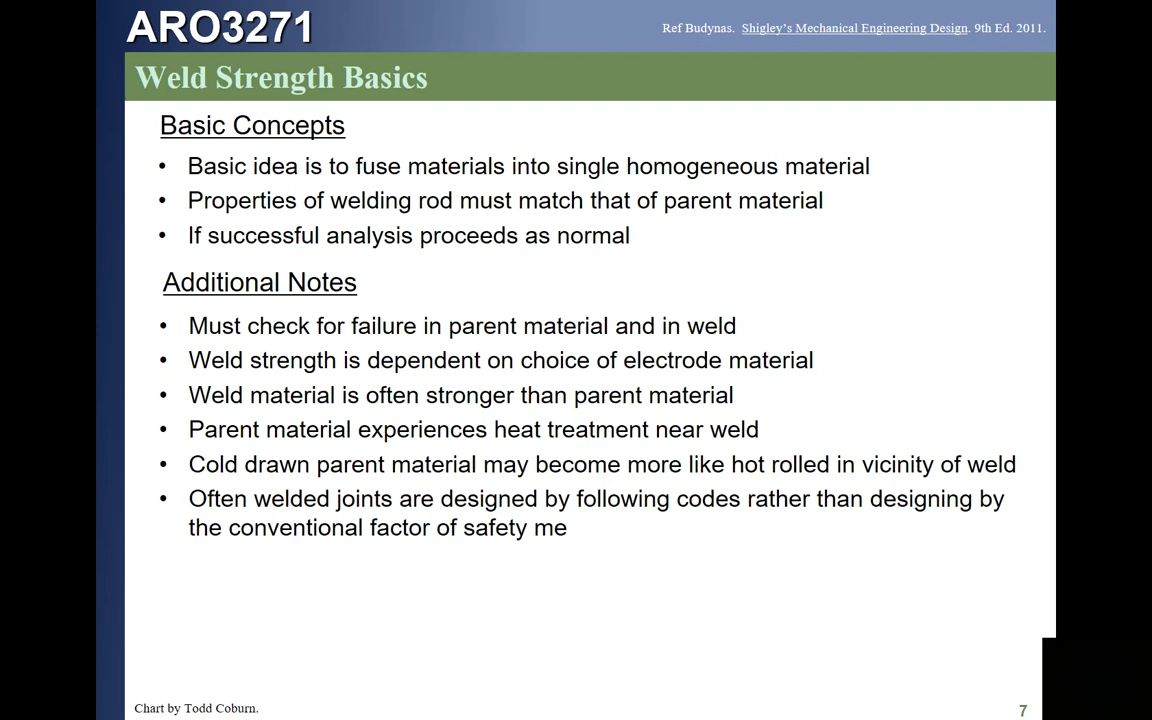 ARO3271
Ref Budynas. Shigley's Mechanical Engineering Design. 9th Ed. 2011.
Weld Strength Basics
Basic Concepts
• Basic idea is to fuse materials into single homogeneous material
• Properties of welding rod must match that of parent material
• If successful analysis proceeds as normal
Additional Notes
• Must check for failure in parent material and in weld
• Weld strength is dependent on choice of electrode material
• Weld material is often stronger than parent material
• Parent material experiences heat treatment near weld
• Cold drawn parent material may become more like hot rolled in vicinity of weld
• Often welded joints are designed by following codes rather than designing by
the conventional factor of safety me
Chart by Todd Coburn.
7